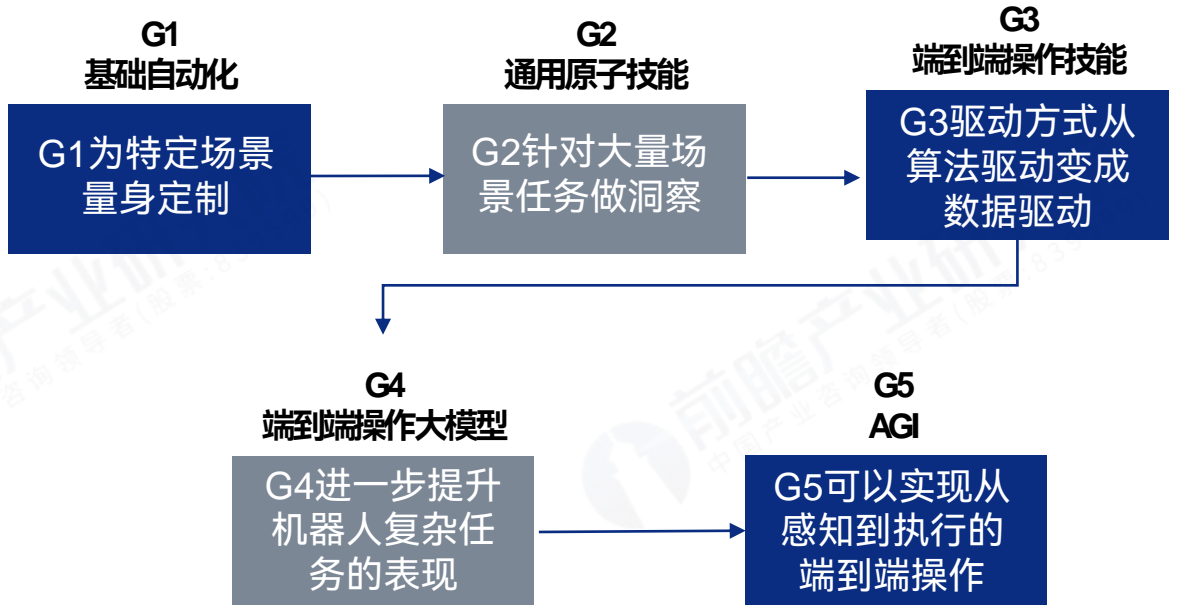 G1
基础自动化
G1为特定场景
量身定制
G2
通用原子技能
G2针对大量场
景任务做洞察
G3
端到端操作技能
G3驱动方式从
算法驱动变成
数据驱动
G4
端到端操作大模型
G4进一步提升
机器人复杂任
务的表现
G5
AGI
G5可以实现从
感知到执行的
端到端操作